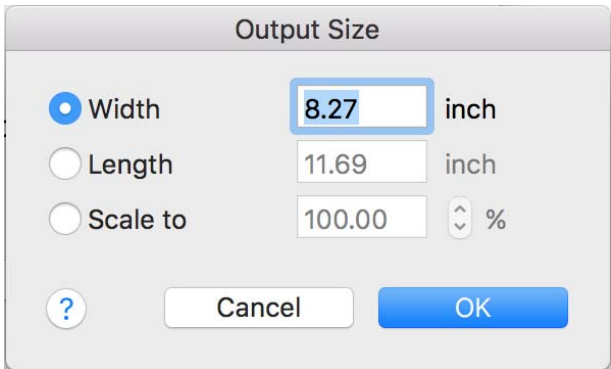 Output Size
Width 8.27 inch
Length 11.69 inch
Scale to 100.00 %
? Cancel OK